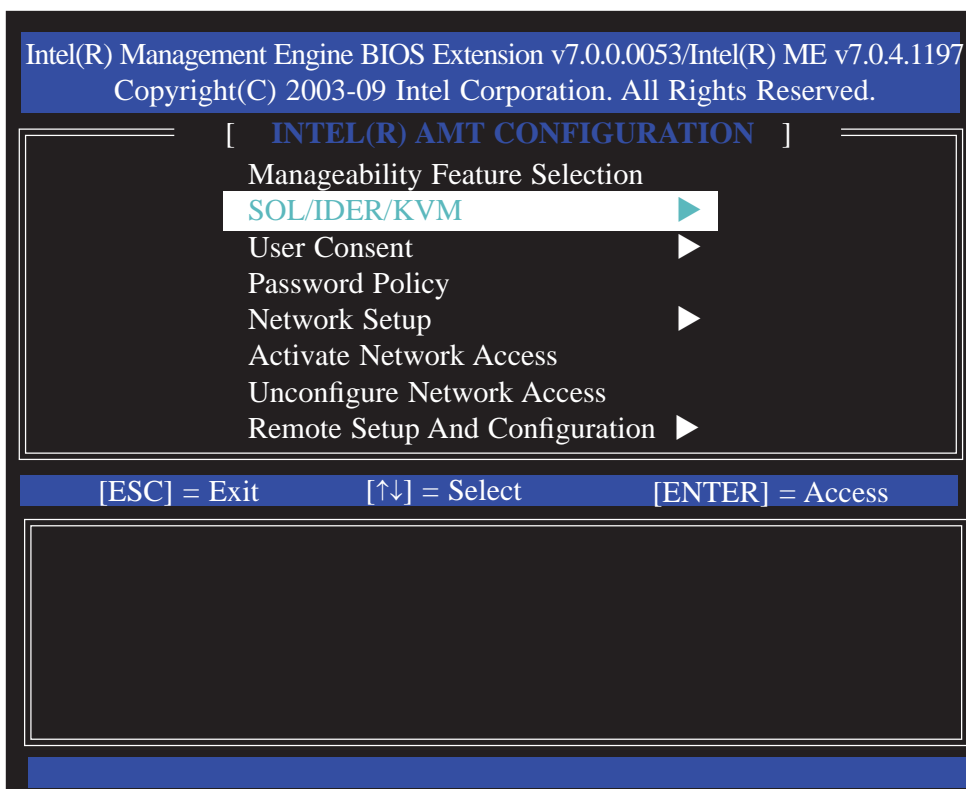 Intel(R) Management Engine BIOS Extension v7.0.0.0053/Intel(R) ME v7.0.4.1197
Copyright(C) 2003-09 Intel Corporation. All Rights Reserved.
[ INTEL(R) AMT CONFIGURATION ]
Manageability Feature Selection
SOL/IDER/KVM ▶
User Consent ▶
Password Policy
Network Setup ▶
Activate Network Access
Unconfigure Network Access
Remote Setup And Configuration ▶
[ESC] = Exit [↑↓] = Select [ENTER] = Access